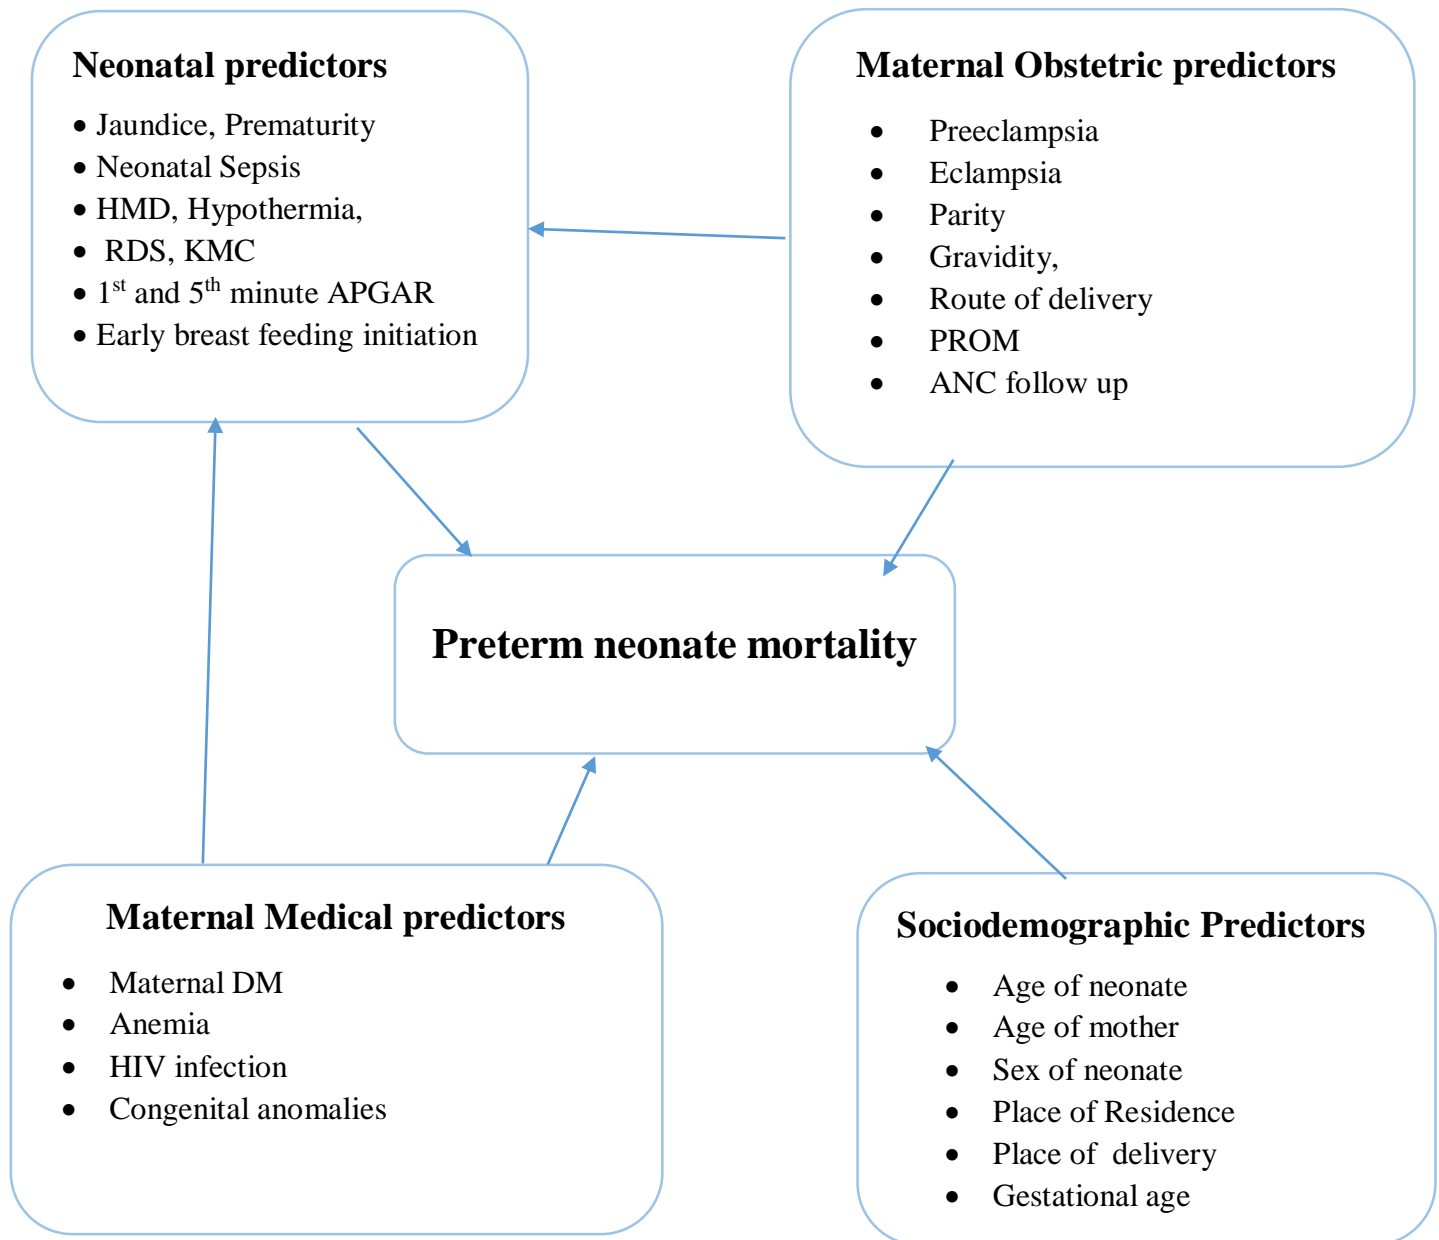 Neonatal predictors
• Jaundice, Prematurity
• Neonatal Sepsis
• HMD, Hypothermia,
• RDS, KMC
• 1st and 5th minute APGAR
• Early breast feeding initiation
Maternal Obstetric predictors
• Preeclampsia
• Eclampsia
• Parity
• Gravidity,
• Route of delivery
• PROM
• ANC follow up
Preterm neonate mortality
Maternal Medical predictors
• Maternal DM
• Anemia
• HIV infection
• Congenital anomalies
Sociodemographic Predictors
• Age of neonate
• Age of mother
• Sex of neonate
• Place of Residence
• Place of delivery
• Gestational age